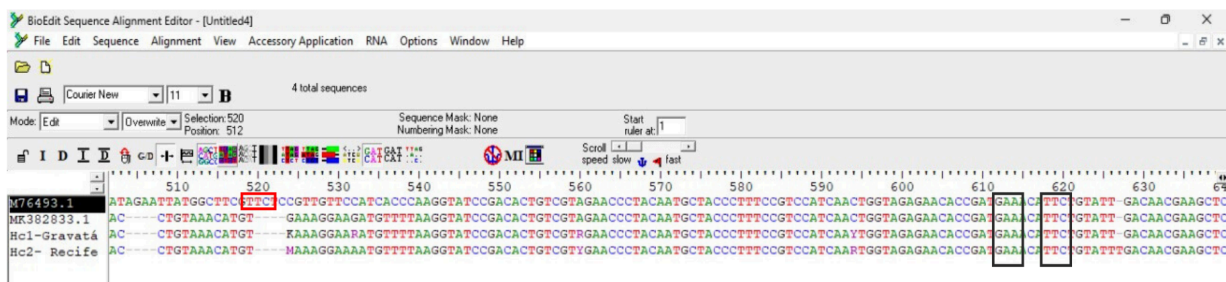 BioEdit Sequence Alignment Editor - [Untitled4]
File Edit Sequence Alignment View Accessory Application RNA Options Window Help
Courier New 11 B 4 total sequences
Mode: Edit Overwrite Selection: 520 Sequence Mask: None Start
Position: 512 Numbering Mask: None ruler at: 1
I D I D G/D MI Scroll speed slow fast
510 520 530 540 550 560 570 580 590 600 610 620 630
M76493.1 ATAGAATTATGGCTTCGTTCTCCGTTGTTCCATCACCCAAGGTATCCGACACTGTCGTAGAACCCTACAATGCTACCCTTTCCGTCCATCAACTGGTAGAGAACACCGATGAAACATTCTGTATT-GACAACGAAGCTC
MK382833.1 AC----CTGTAAACATGT----GAAAGGAAGATGTTTTAAGGTATCCGACACTGTCGTAGAACCCTACAATGCTACCCTTTCCGTCCATCAACTGGTAGAGAACACCGATGAAACATTCTGTATT-GACAACGAAGCTC
Hc1-Gravatá AC----CTGTAAACATGT----KAAAGGAARATGTTTTAAGGTATCCGACACTGTCGTRGAACCCTACAATGCTACCCTTTCCGTCCATCAAYTGGTAGAGAACACCGATGAAACATTCTGTATT-GACAACGAAGCTC
Hc2- Recife AC----CTGTAAACATGT----MAAAGGAAAATGTTTTAAGGTATCCGACACTGTCGTYGAACCCTACAATGCTACCCTTTCCGTCCATCAARTGGTAGAGAACACCGATGAAACATTCTGTATTTGACAACGAAGCTC